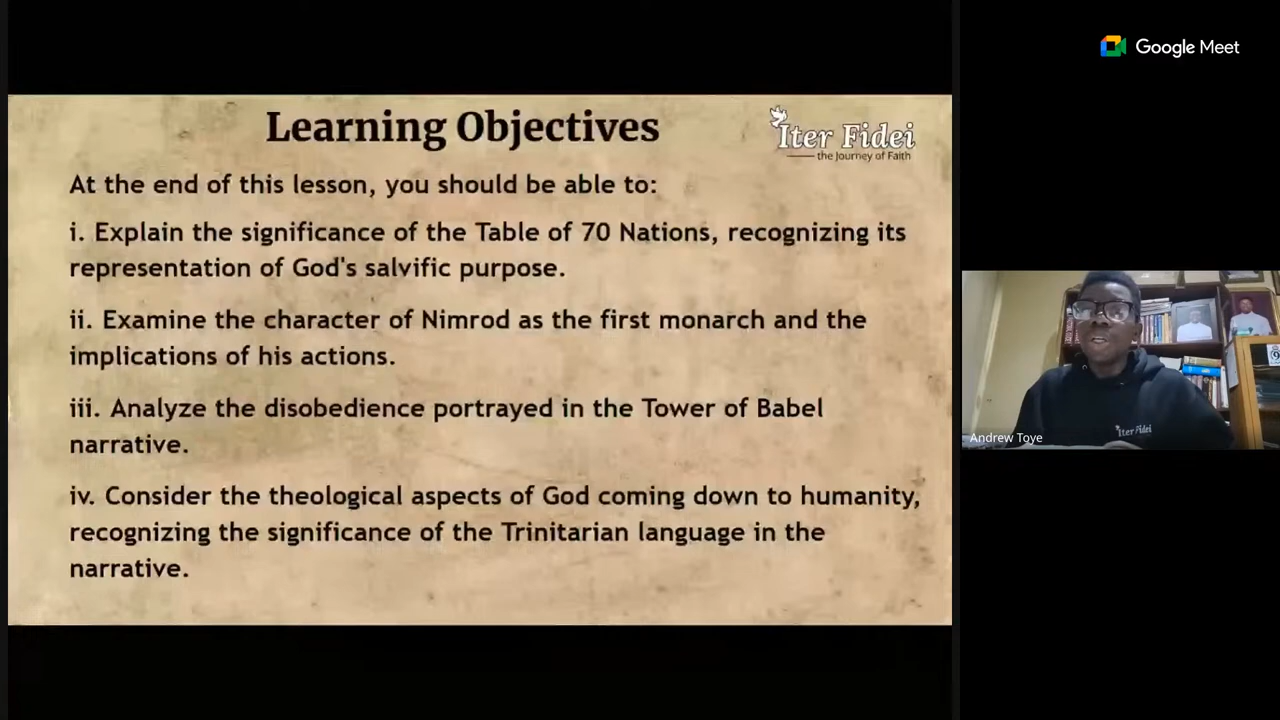 Google Meet
Learning Objectives
Iter Fidei
the Journey of Faith
At the end of this lesson, you should be able to:
i. Explain the significance of the Table of 70 Nations, recognizing its
representation of God's salvific purpose.
ii. Examine the character of Nimrod as the first monarch and the
implications of his actions.
iii. Analyze the disobedience portrayed in the Tower of Babel
narrative.
iv. Consider the theological aspects of God coming down to humanity,
recognizing the significance of the Trinitarian language in the
narrative.
Iter Fidei
Andrew Toye